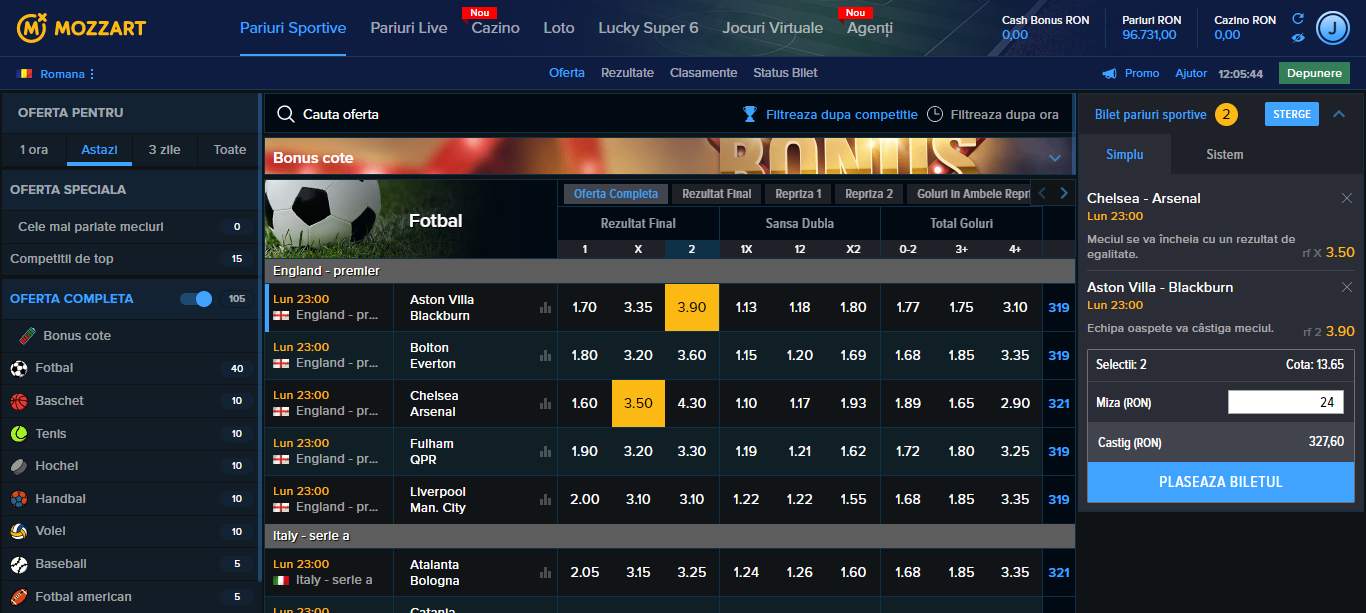 MOZZART
Pariuri Sportive
Pariuri Live
Nou
Cazino
Loto
Lucky Super 6
Jocuri Virtuale
Nou
Agenți
Cash Bonus RON
0,00
Pariuri RON
96.731,00
Cazino RON
0,00
J
Romana
Oferta
Rezultate
Clasamente
Status Bilet
Promo
Ajutor
12:05:44
Depunere
OFERTA PENTRU
1 ora
Astazi
3 zile
Toate
OFERTA SPECIALA
Cele mai pariate meciuri 0
Competitii de top 15
OFERTA COMPLETA 105
Bonus cote
Fotbal 40
Baschet 10
Tenis 10
Hochei 10
Handbal 10
Volei 10
Baseball 5
Fotbal american 5
Cauta oferta
Filtreaza dupa competitie
Filtreaza dupa ora
Bonus cote
BONUS
Fotbal
Oferta Completa
Rezultat Final
Repriza 1
Repriza 2
Goluri in Ambele Repr
Rezultat Final
Sansa Dubla
Total Goluri
1 X 2 1X 12 X2 0-2 3+ 4+
England - premier
Lun 23:00
England - pr...
Aston Villa
Blackburn
1.70 3.35 3.90 1.13 1.18 1.80 1.77 1.75 3.10 319
Lun 23:00
England - pr...
Bolton
Everton
1.80 3.20 3.60 1.15 1.20 1.69 1.68 1.85 3.35 319
Lun 23:00
England - pr...
Chelsea
Arsenal
1.60 3.50 4.30 1.10 1.17 1.93 1.89 1.65 2.90 321
Lun 23:00
England - pr...
Fulham
QPR
1.90 3.20 3.30 1.19 1.21 1.62 1.72 1.80 3.25 319
Lun 23:00
England - pr...
Liverpool
Man. City
2.00 3.10 3.10 1.22 1.22 1.55 1.68 1.85 3.35 319
Italy - serie a
Lun 23:00
Italy - serie a
Atalanta
Bologna
2.05 3.15 3.25 1.24 1.26 1.60 1.68 1.85 3.35 321
Lun 23:00
Catania
Bilet pariuri sportive 2
STERGE
Simplu
Sistem
Chelsea - Arsenal
Lun 23:00
Meciul se va încheia cu un rezultat de
egalitate.
rf X 3.50
Aston Villa - Blackburn
Lun 23:00
Echipa oaspete va câstiga meciul.
rf 2 3.90
Selectii: 2
Cota: 13.65
Miza (RON)
24
Castig (RON)
327,60
PLASEAZA BILETUL